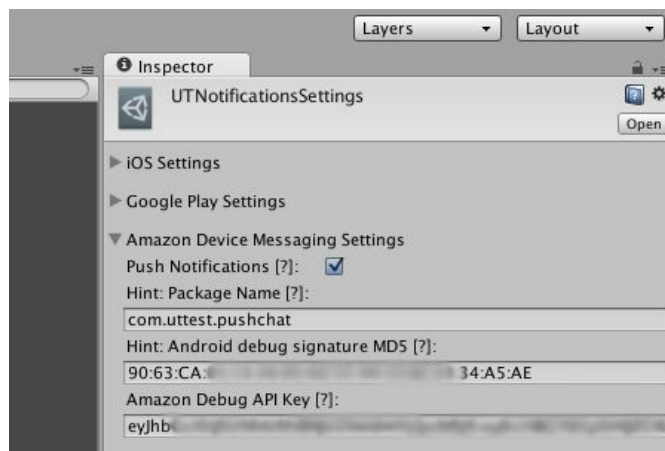 Layers Layout
Inspector
UTNotificationsSettings
Open
iOS Settings
Google Play Settings
Amazon Device Messaging Settings
Push Notifications [?]:
Hint: Package Name [?]:
com.uttest.pushchat
Hint: Android debug signature MD5 [?]:
90:63:CA: 34:A5:AE
Amazon Debug API Key [?]:
eyJhb